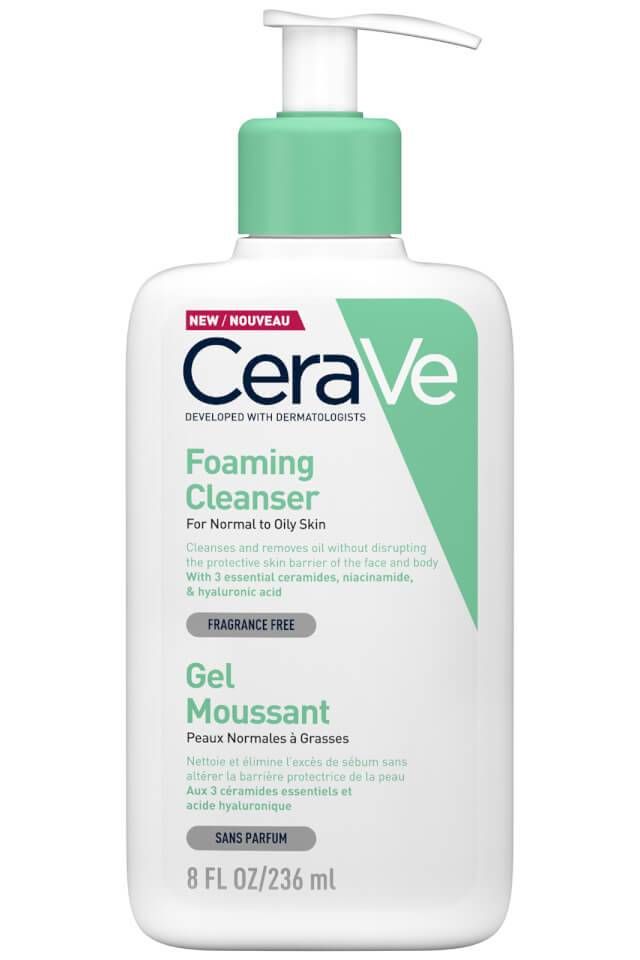 NEW / NOUVEAU
CeraVe
DEVELOPED WITH DERMATOLOGISTS
Foaming
Cleanser
For Normal to Oily Skin
Cleanses and removes oil without disrupting
the protective skin barrier of the face and body
With 3 essential ceramides, niacinamide,
& hyaluronic acid
FRAGRANCE FREE
Gel
Moussant
Peaux Normales à Grasses
Nettoie et élimine l'excès de sébum sans
altérer la barrière protectrice de la peau
Aux 3 céramides essentiels et
acide hyaluronique
SANS PARFUM
8 FL OZ/236 ml